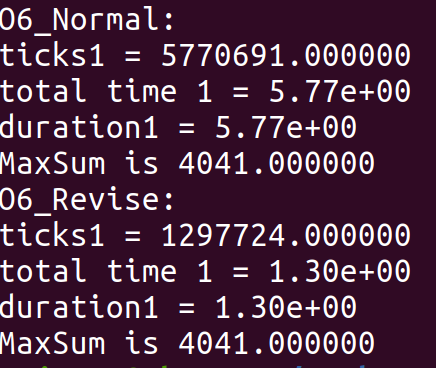 O6_Normal:
ticks1 = 5770691.000000
total time 1 = 5.77e+00
duration1 = 5.77e+00
MaxSum is 4041.000000
O6_Revise:
ticks1 = 1297724.000000
total time 1 = 1.30e+00
duration1 = 1.30e+00
MaxSum is 4041.000000